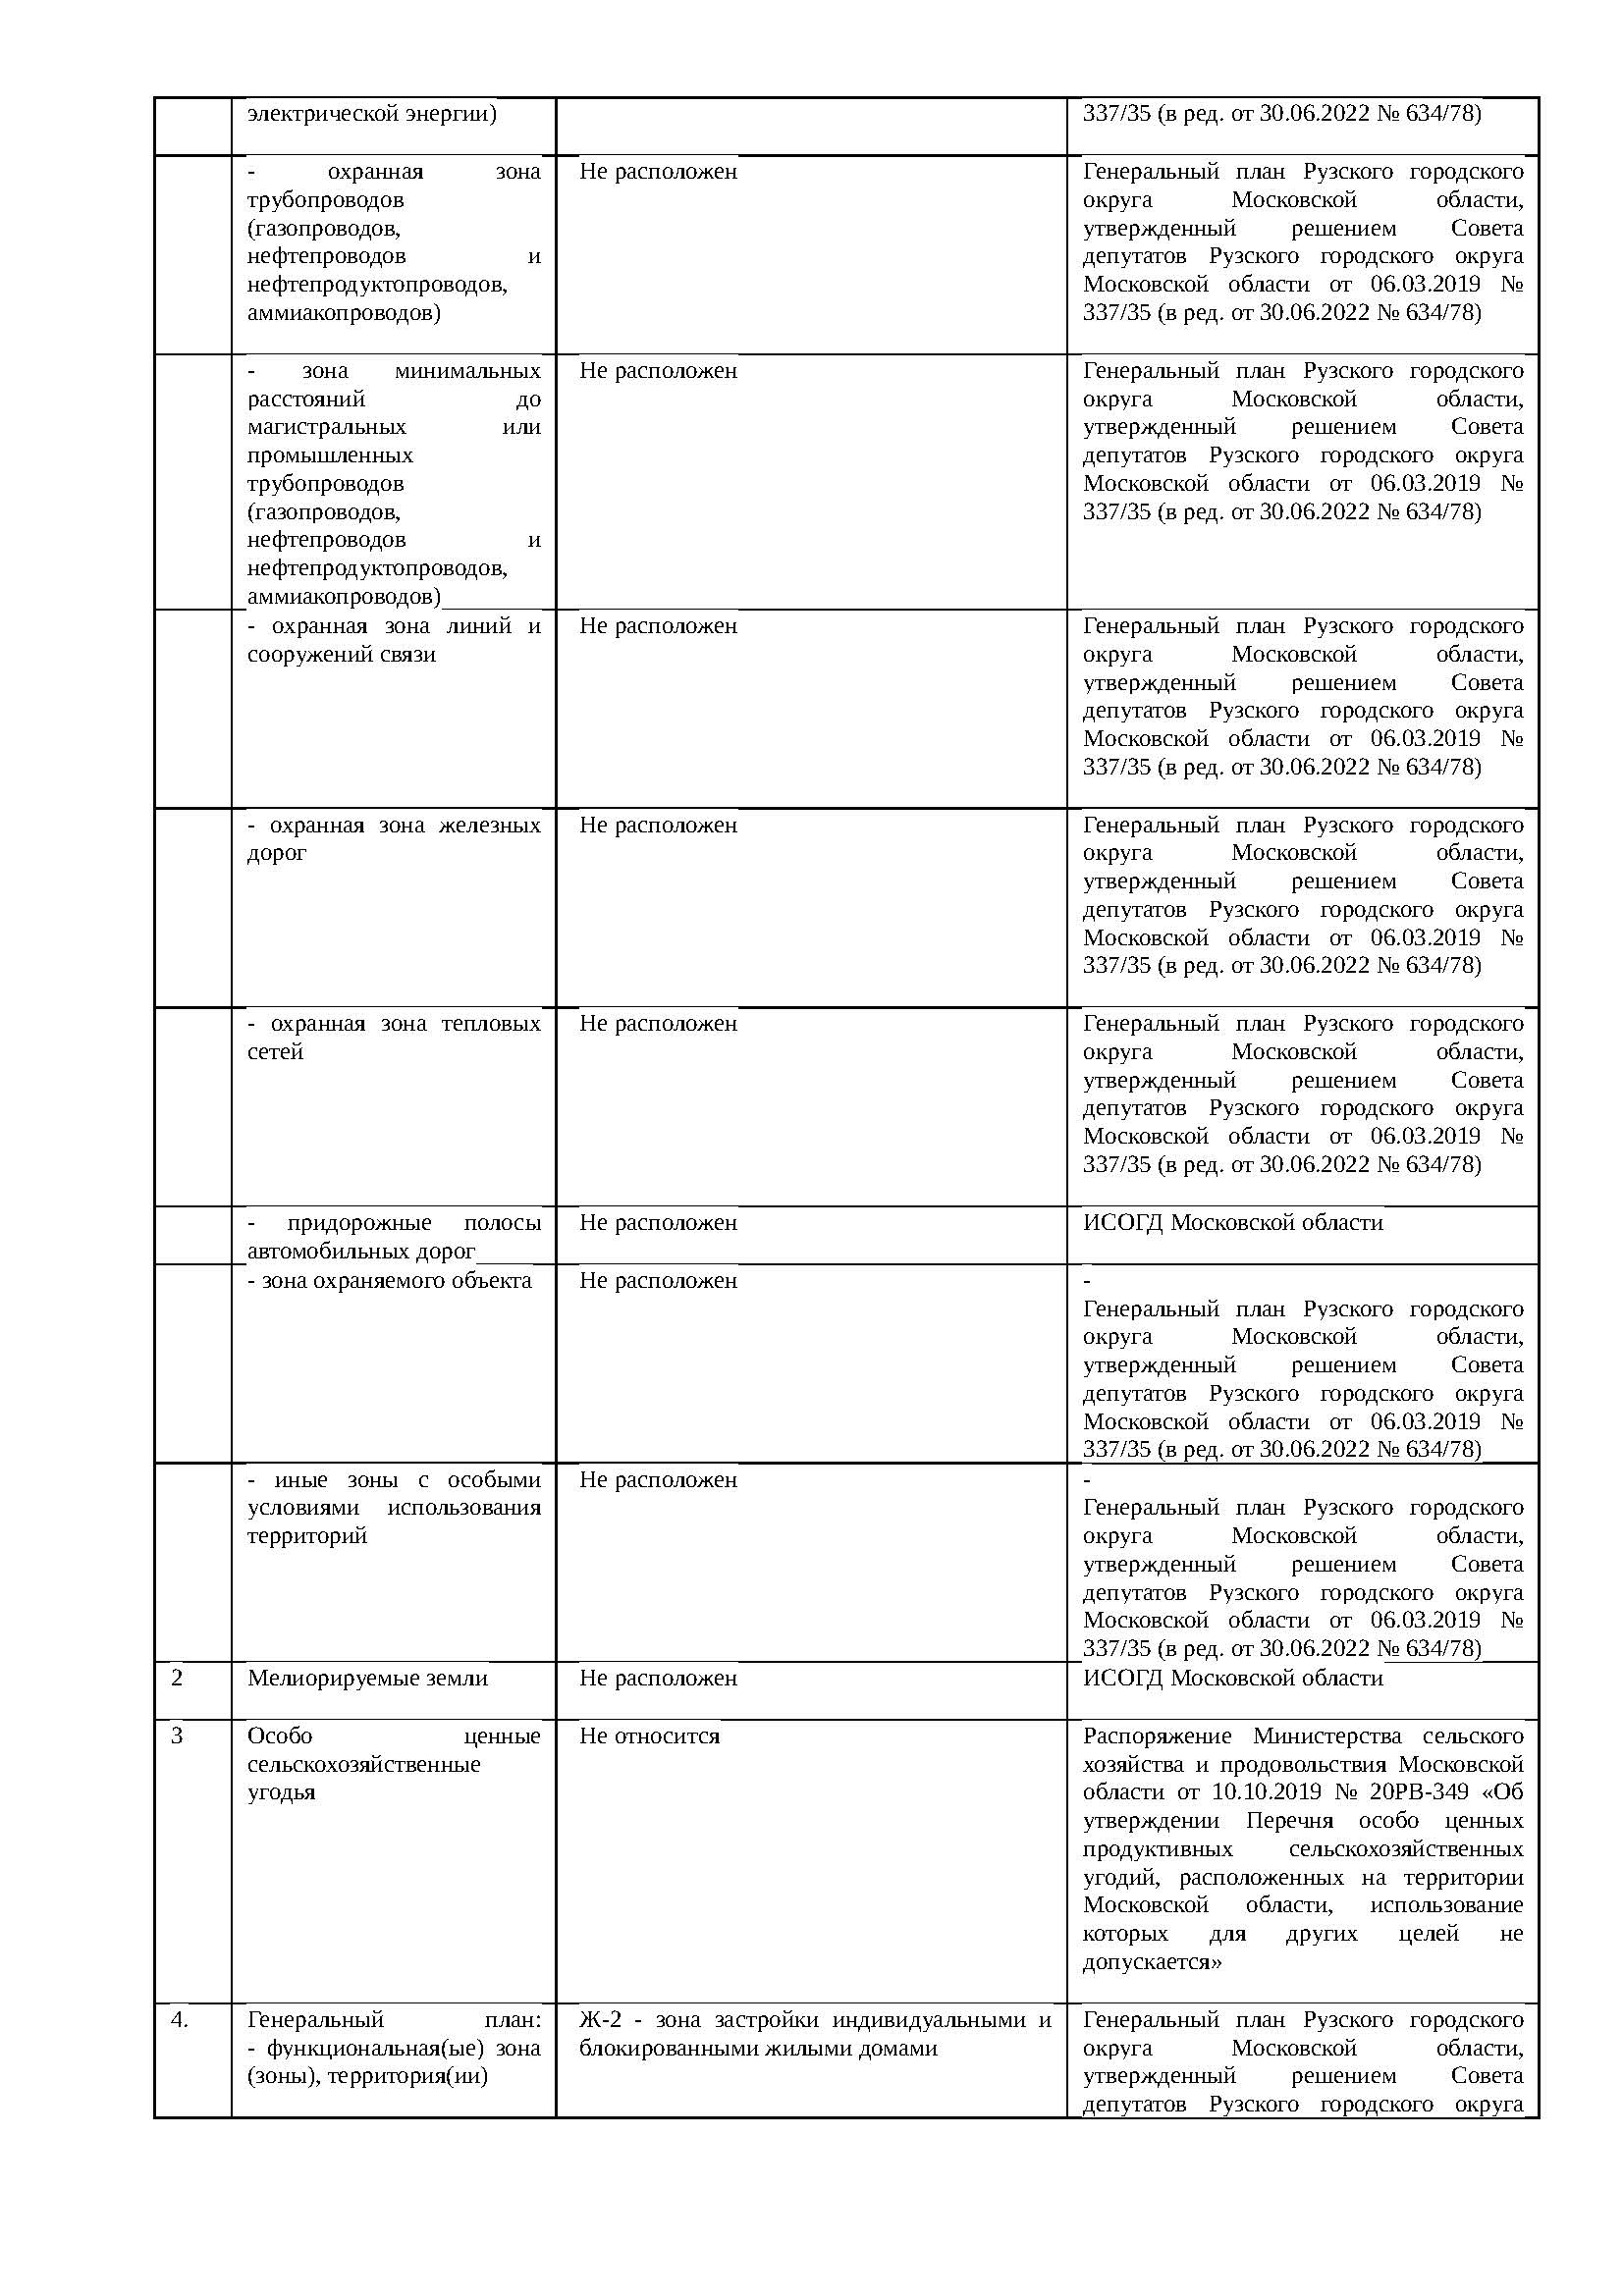 электрической энергии)
337/35 (в ред. от 30.06.2022 № 634/78)
- охранная зона
трубопроводов
(газопроводов,
нефтепроводов и
нефтепродуктопроводов,
аммиакопроводов)
Не расположен
Генеральный план Рузского городского
округа Московской области,
утвержденный решением Совета
депутатов Рузского городского округа
Московской области от 06.03.2019 №
337/35 (в ред. от 30.06.2022 № 634/78)
- зона минимальных
расстояний до
магистральных или
промышленных
трубопроводов
(газопроводов,
нефтепроводов и
нефтепродуктопроводов,
аммиакопроводов)
Не расположен
Генеральный план Рузского городского
округа Московской области,
утвержденный решением Совета
депутатов Рузского городского округа
Московской области от 06.03.2019 №
337/35 (в ред. от 30.06.2022 № 634/78)
- охранная зона линий и
сооружений связи
Не расположен
Генеральный план Рузского городского
округа Московской области,
утвержденный решением Совета
депутатов Рузского городского округа
Московской области от 06.03.2019 №
337/35 (в ред. от 30.06.2022 № 634/78)
- охранная зона железных
дорог
Не расположен
Генеральный план Рузского городского
округа Московской области,
утвержденный решением Совета
депутатов Рузского городского округа
Московской области от 06.03.2019 №
337/35 (в ред. от 30.06.2022 № 634/78)
- охранная зона тепловых
сетей
Не расположен
Генеральный план Рузского городского
округа Московской области,
утвержденный решением Совета
депутатов Рузского городского округа
Московской области от 06.03.2019 №
337/35 (в ред. от 30.06.2022 № 634/78)
- придорожные полосы
автомобильных дорог
Не расположен
ИСОГД Московской области
- зона охраняемого объекта
Не расположен
-
Генеральный план Рузского городского
округа Московской области,
утвержденный решением Совета
депутатов Рузского городского округа
Московской области от 06.03.2019 №
337/35 (в ред. от 30.06.2022 № 634/78)
- иные зоны с особыми
условиями использования
территорий
Не расположен
-
Генеральный план Рузского городского
округа Московской области,
утвержденный решением Совета
депутатов Рузского городского округа
Московской области от 06.03.2019 №
337/35 (в ред. от 30.06.2022 № 634/78)
2
Мелиорируемые земли
Не расположен
ИСОГД Московской области
3
Особо ценные
сельскохозяйственные
угодья
Не относится
Распоряжение Министерства сельского
хозяйства и продовольствия Московской
области от 10.10.2019 № 20РВ-349 «Об
утверждении Перечня особо ценных
продуктивных сельскохозяйственных
угодий, расположенных на территории
Московской области, использование
которых для других целей не
допускается»
4.
Генеральный план:
- функциональная(ые) зона
(зоны), территория(ии)
Ж-2 - зона застройки индивидуальными и
блокированными жилыми домами
Генеральный план Рузского городского
округа Московской области,
утвержденный решением Совета
депутатов Рузского городского округа